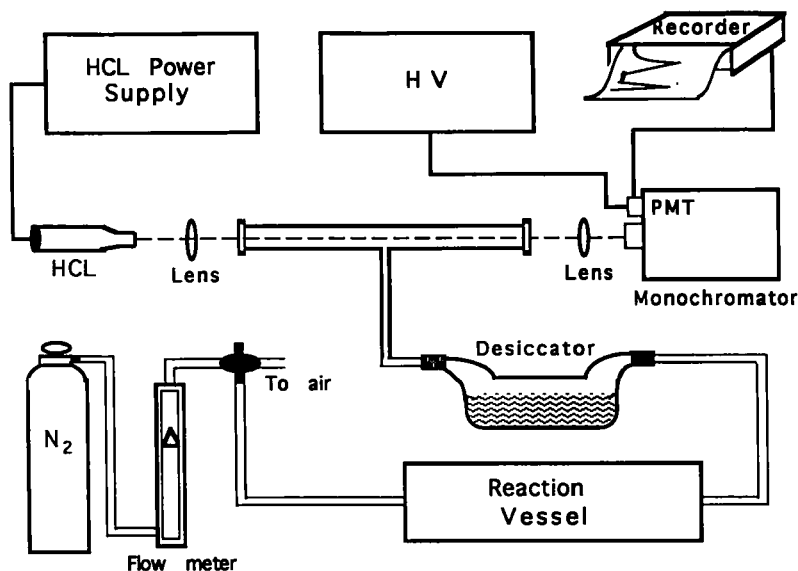 Recorder
HCL Power
Supply
H V
PMT
HCL
Lens
Lens
Monochromator
Desiccator
To air
N2
Reaction
Vessel
Flow meter